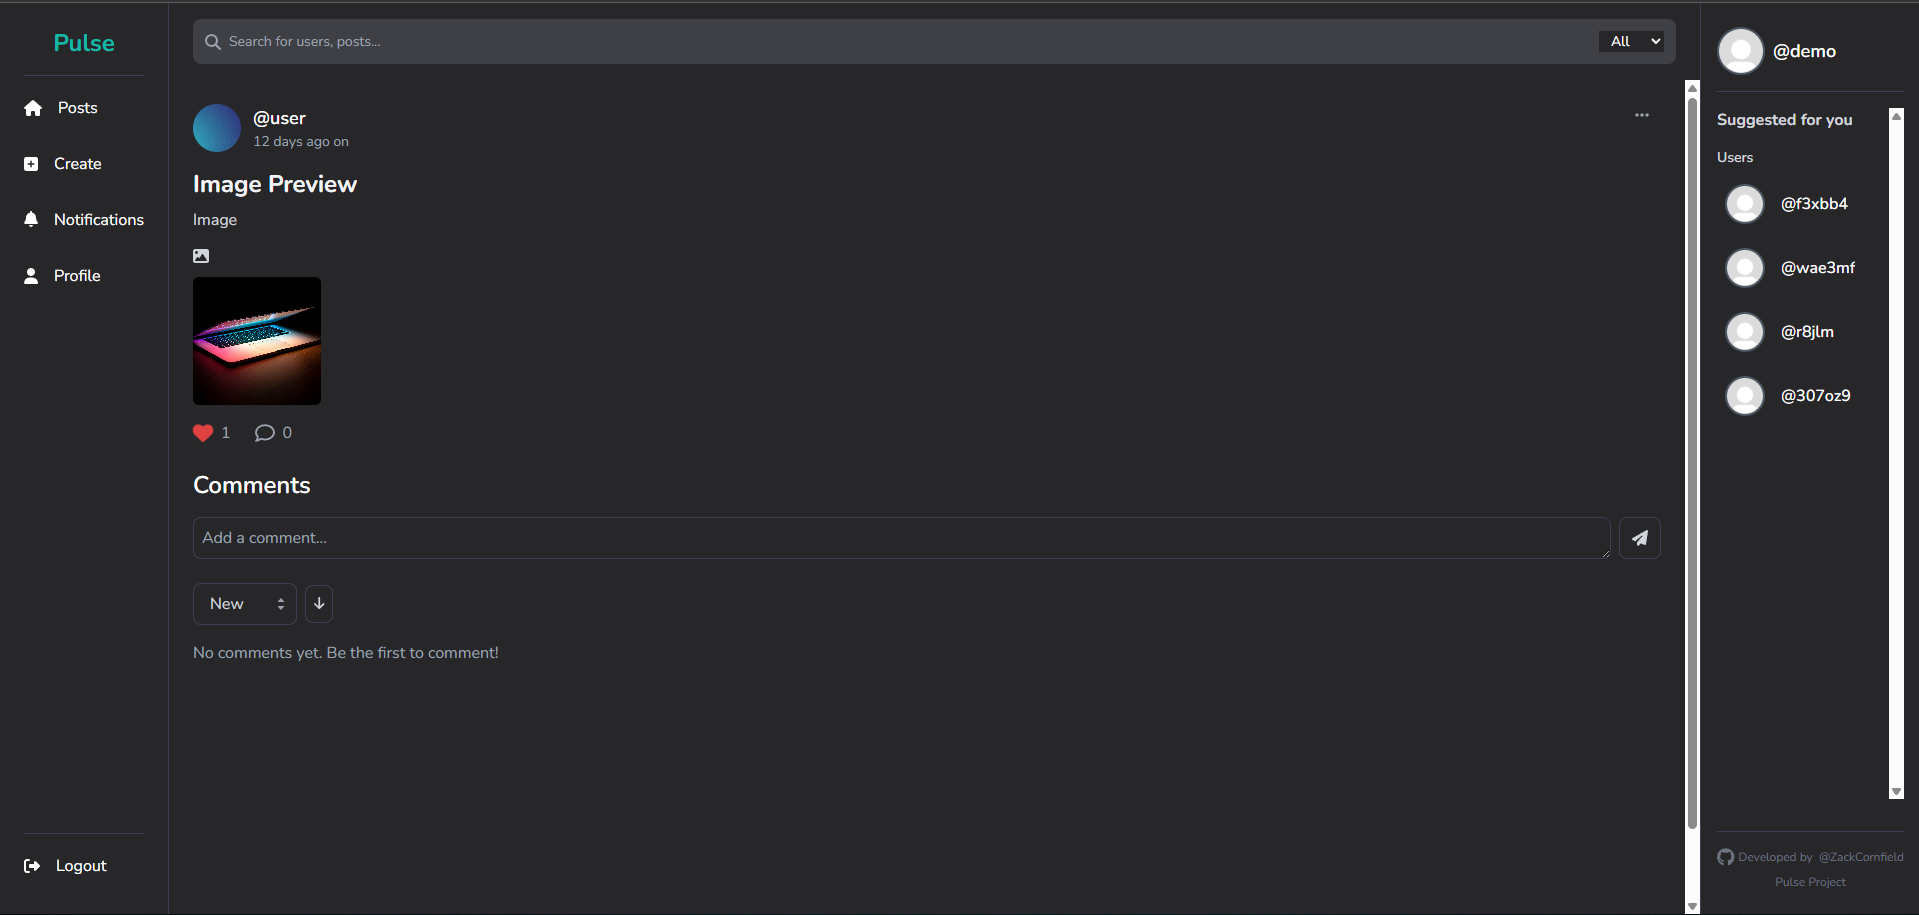 Pulse
Posts
Create
Notifications
Profile
Logout
Search for users, posts...
All
@user
12 days ago on
Image Preview
Image
1
0
Comments
Add a comment...
New
No comments yet. Be the first to comment!
@demo
Suggested for you
Users
@f3xbb4
@wae3mf
@r8jlm
@307oz9
Developed by @ZackCornfield
Pulse Project